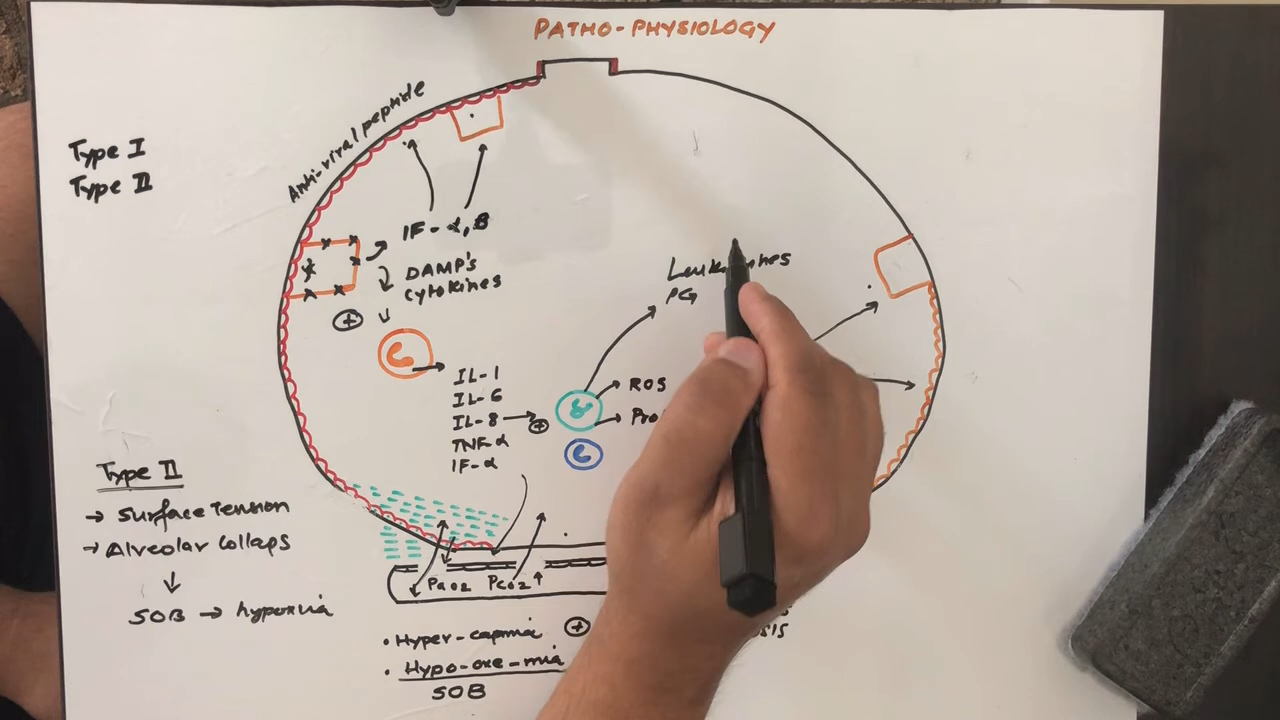 PATHO-PHYSIOLOGY
Anti-viral peptide
Type I
Type II
IF-α,B
DAMP's
cytokines
PG
IL-1
IL-6
IL-8
TNF-α
IF-α
ROS
Type II
→ Surface Tension
→ Alveolar Collaps
SOB → hypoxia
PaO2 PCO2↑
• Hyper-capnia
• Hypo-oxe-mia
SOB